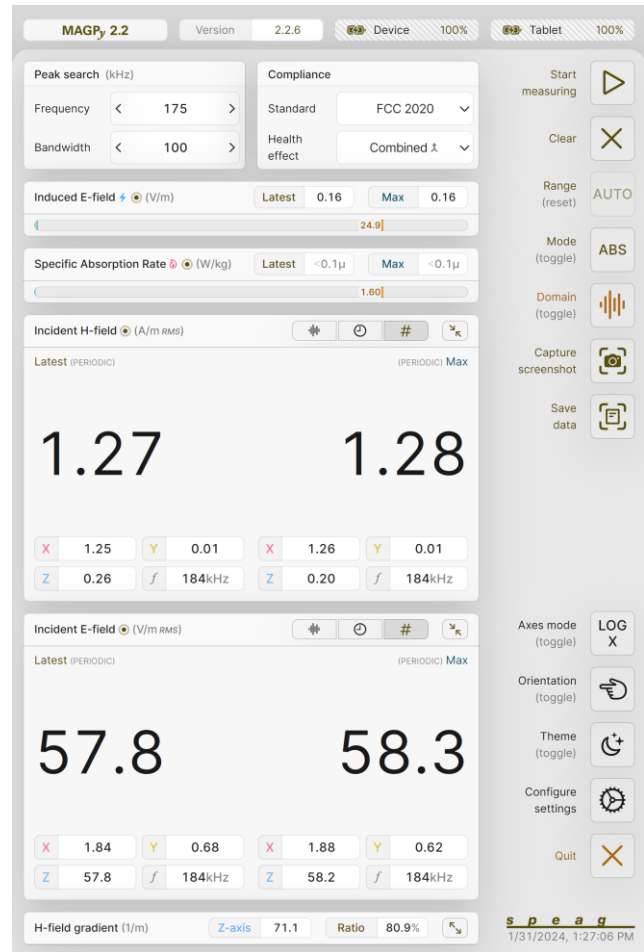 MAGPy 2.2 Version 2.2.6 Device 100% Tablet 100%
Peak search (kHz)
Frequency < 175 >
Bandwidth < 100 >
Compliance
Standard FCC 2020
Health
effect
Combined
Induced E-field (V/m) Latest 0.16 Max 0.16
24.9
Specific Absorption Rate (W/kg) Latest <0.1μ Max <0.1μ
1.60
Incident H-field (A/m RMS) #
Latest (PERIODIC) (PERIODIC) Max
1.27 1.28
X 1.25 Y 0.01 X 1.26 Y 0.01
Z 0.26 f 184kHz Z 0.20 f 184kHz
Incident E-field (V/m RMS) #
Latest (PERIODIC) (PERIODIC) Max
57.8 58.3
X 1.84 Y 0.68 X 1.88 Y 0.62
Z 57.8 f 184kHz Z 58.2 f 184kHz
H-field gradient (1/m) Z-axis 71.1 Ratio 80.9%
Start
measuring
Clear
Range
(reset)
AUTO
Mode
(toggle)
ABS
Domain
(toggle)
Capture
screenshot
Save
data
Axes mode
(toggle)
LOG
X
Orientation
(toggle)
Theme
(toggle)
Configure
settings
Quit
s p e a g
1/31/2024, 1:27:06 PM